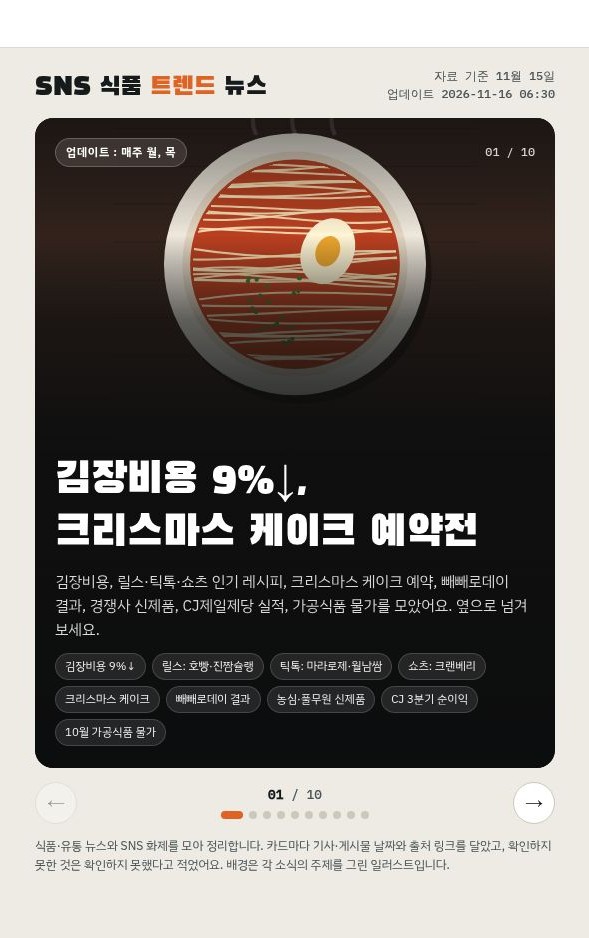 SNS 식품 트렌드 뉴스
자료 기준 11월 15일
업데이트 2026-11-16 06:30
업데이트 : 매주 월, 목
01 / 10
김장비용 9%↓,
크리스마스 케이크 예약전
김장비용, 릴스·틱톡·쇼츠 인기 레시피, 크리스마스 케이크 예약, 빼빼로데이
결과, 경쟁사 신제품, CJ제일제당 실적, 가공식품 물가를 모았어요. 옆으로 넘겨
보세요.
김장비용 9%↓ 릴스: 호빵·진짬슐랭 틱톡: 마라로제·월남쌈 쇼츠: 크랜베리
크리스마스 케이크 빼빼로데이 결과 농심·풀무원 신제품 CJ 3분기 순이익
10월 가공식품 물가
← 01 / 10 →
식품·유통 뉴스와 SNS 화제를 모아 정리합니다. 카드마다 기사·게시물 날짜와 출처 링크를 달았고, 확인하지
못한 것은 확인하지 못했다고 적었어요. 배경은 각 소식의 주제를 그린 일러스트입니다.